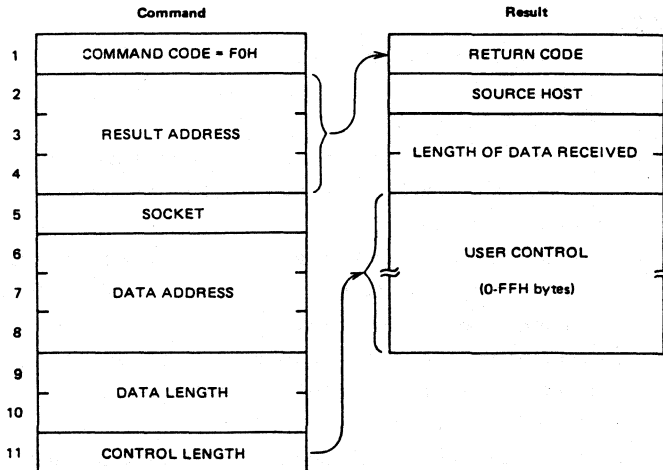 Command
1 COMMAND CODE = F0H
2
3 RESULT ADDRESS
4
5 SOCKET
6
7 DATA ADDRESS
8
9 DATA LENGTH
10
11 CONTROL LENGTH
Result
RETURN CODE
SOURCE HOST
LENGTH OF DATA RECEIVED
USER CONTROL
(0-FFH bytes)